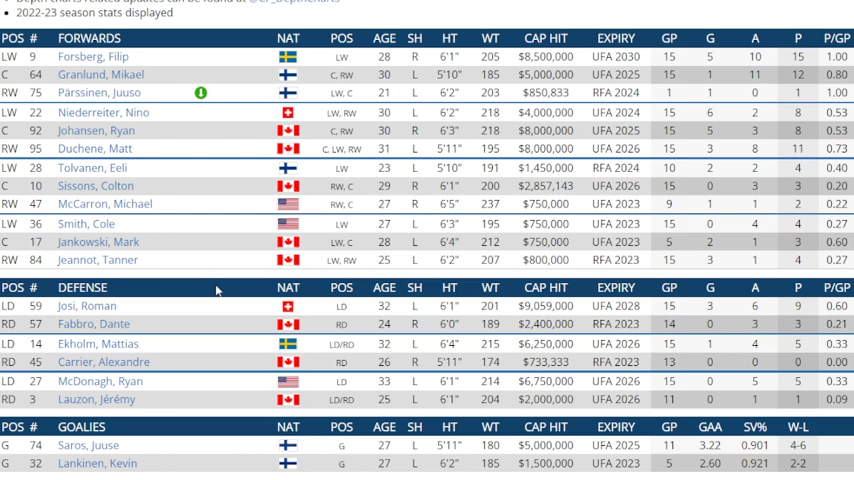 2022-23 season stats displayed
POS # FORWARDS NAT POS AGE SH HT WT CAP HIT EXPIRY GP G A P P/GP
LW 9 Forsberg, Filip LW 28 R 6'1" 205 $8,500,000 UFA 2030 15 5 10 15 1.00
C 64 Granlund, Mikael C, RW 30 L 5'10" 185 $5,000,000 UFA 2025 15 1 11 12 0.80
RW 75 Pärssinen, Juuso LW, C 21 L 6'2" 203 $850,833 RFA 2024 1 1 0 1 1.00
LW 22 Niederreiter, Nino LW, RW 30 L 6'2" 218 $4,000,000 UFA 2024 15 6 2 8 0.53
C 92 Johansen, Ryan C, RW 30 R 6'3" 218 $8,000,000 UFA 2025 15 5 3 8 0.53
RW 95 Duchene, Matt C, LW, RW 31 L 5'11" 195 $8,000,000 UFA 2026 15 3 8 11 0.73
LW 28 Tolvanen, Eeli LW 23 L 5'10" 191 $1,450,000 RFA 2024 10 2 2 4 0.40
C 10 Sissons, Colton RW, C 29 R 6'1" 200 $2,857,143 UFA 2026 15 0 3 3 0.20
RW 47 McCarron, Michael RW, C 27 R 6'5" 237 $750,000 RFA 2023 9 1 1 2 0.22
LW 36 Smith, Cole LW 27 L 6'3" 195 $750,000 UFA 2023 15 0 4 4 0.27
C 17 Jankowski, Mark LW, C 28 L 6'4" 212 $750,000 UFA 2023 5 2 1 3 0.60
RW 84 Jeannot, Tanner LW, RW 25 L 6'2" 207 $800,000 RFA 2023 15 3 1 4 0.27
POS # DEFENSE NAT POS AGE SH HT WT CAP HIT EXPIRY GP G A P P/GP
LD 59 Josi, Roman LD 32 L 6'1" 201 $9,059,000 UFA 2028 15 3 6 9 0.60
RD 57 Fabbro, Dante RD 24 R 6'0" 189 $2,400,000 RFA 2023 14 0 3 3 0.21
LD 14 Ekholm, Mattias LD/RD 32 L 6'4" 215 $6,250,000 UFA 2026 15 1 4 5 0.33
RD 45 Carrier, Alexandre RD 26 R 5'11" 174 $733,333 RFA 2023 13 0 0 0 0.00
LD 27 McDonagh, Ryan LD 33 L 6'1" 214 $6,750,000 UFA 2026 15 0 5 5 0.33
RD 3 Lauzon, Jérémy LD/RD 25 L 6'1" 204 $2,000,000 UFA 2026 11 0 1 1 0.09
POS # GOALIES NAT POS AGE SH HT WT CAP HIT EXPIRY GP GAA SV% W-L
G 74 Saros, Juuse G 27 L 5'11" 180 $5,000,000 UFA 2025 11 3.22 0.901 4-6
G 32 Lankinen, Kevin G 27 L 6'2" 185 $1,500,000 UFA 2023 5 2.60 0.921 2-2